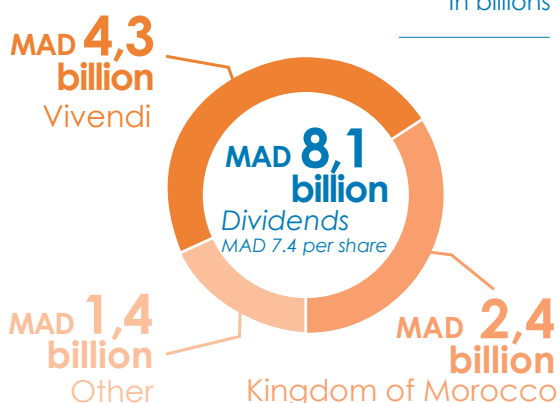 in billions
MAD 4,3
billion
Vivendi
MAD 8,1
billion
Dividends
MAD 7.4 per share
MAD 1,4
billion
Other
MAD 2,4
billion
Kingdom of Morocco